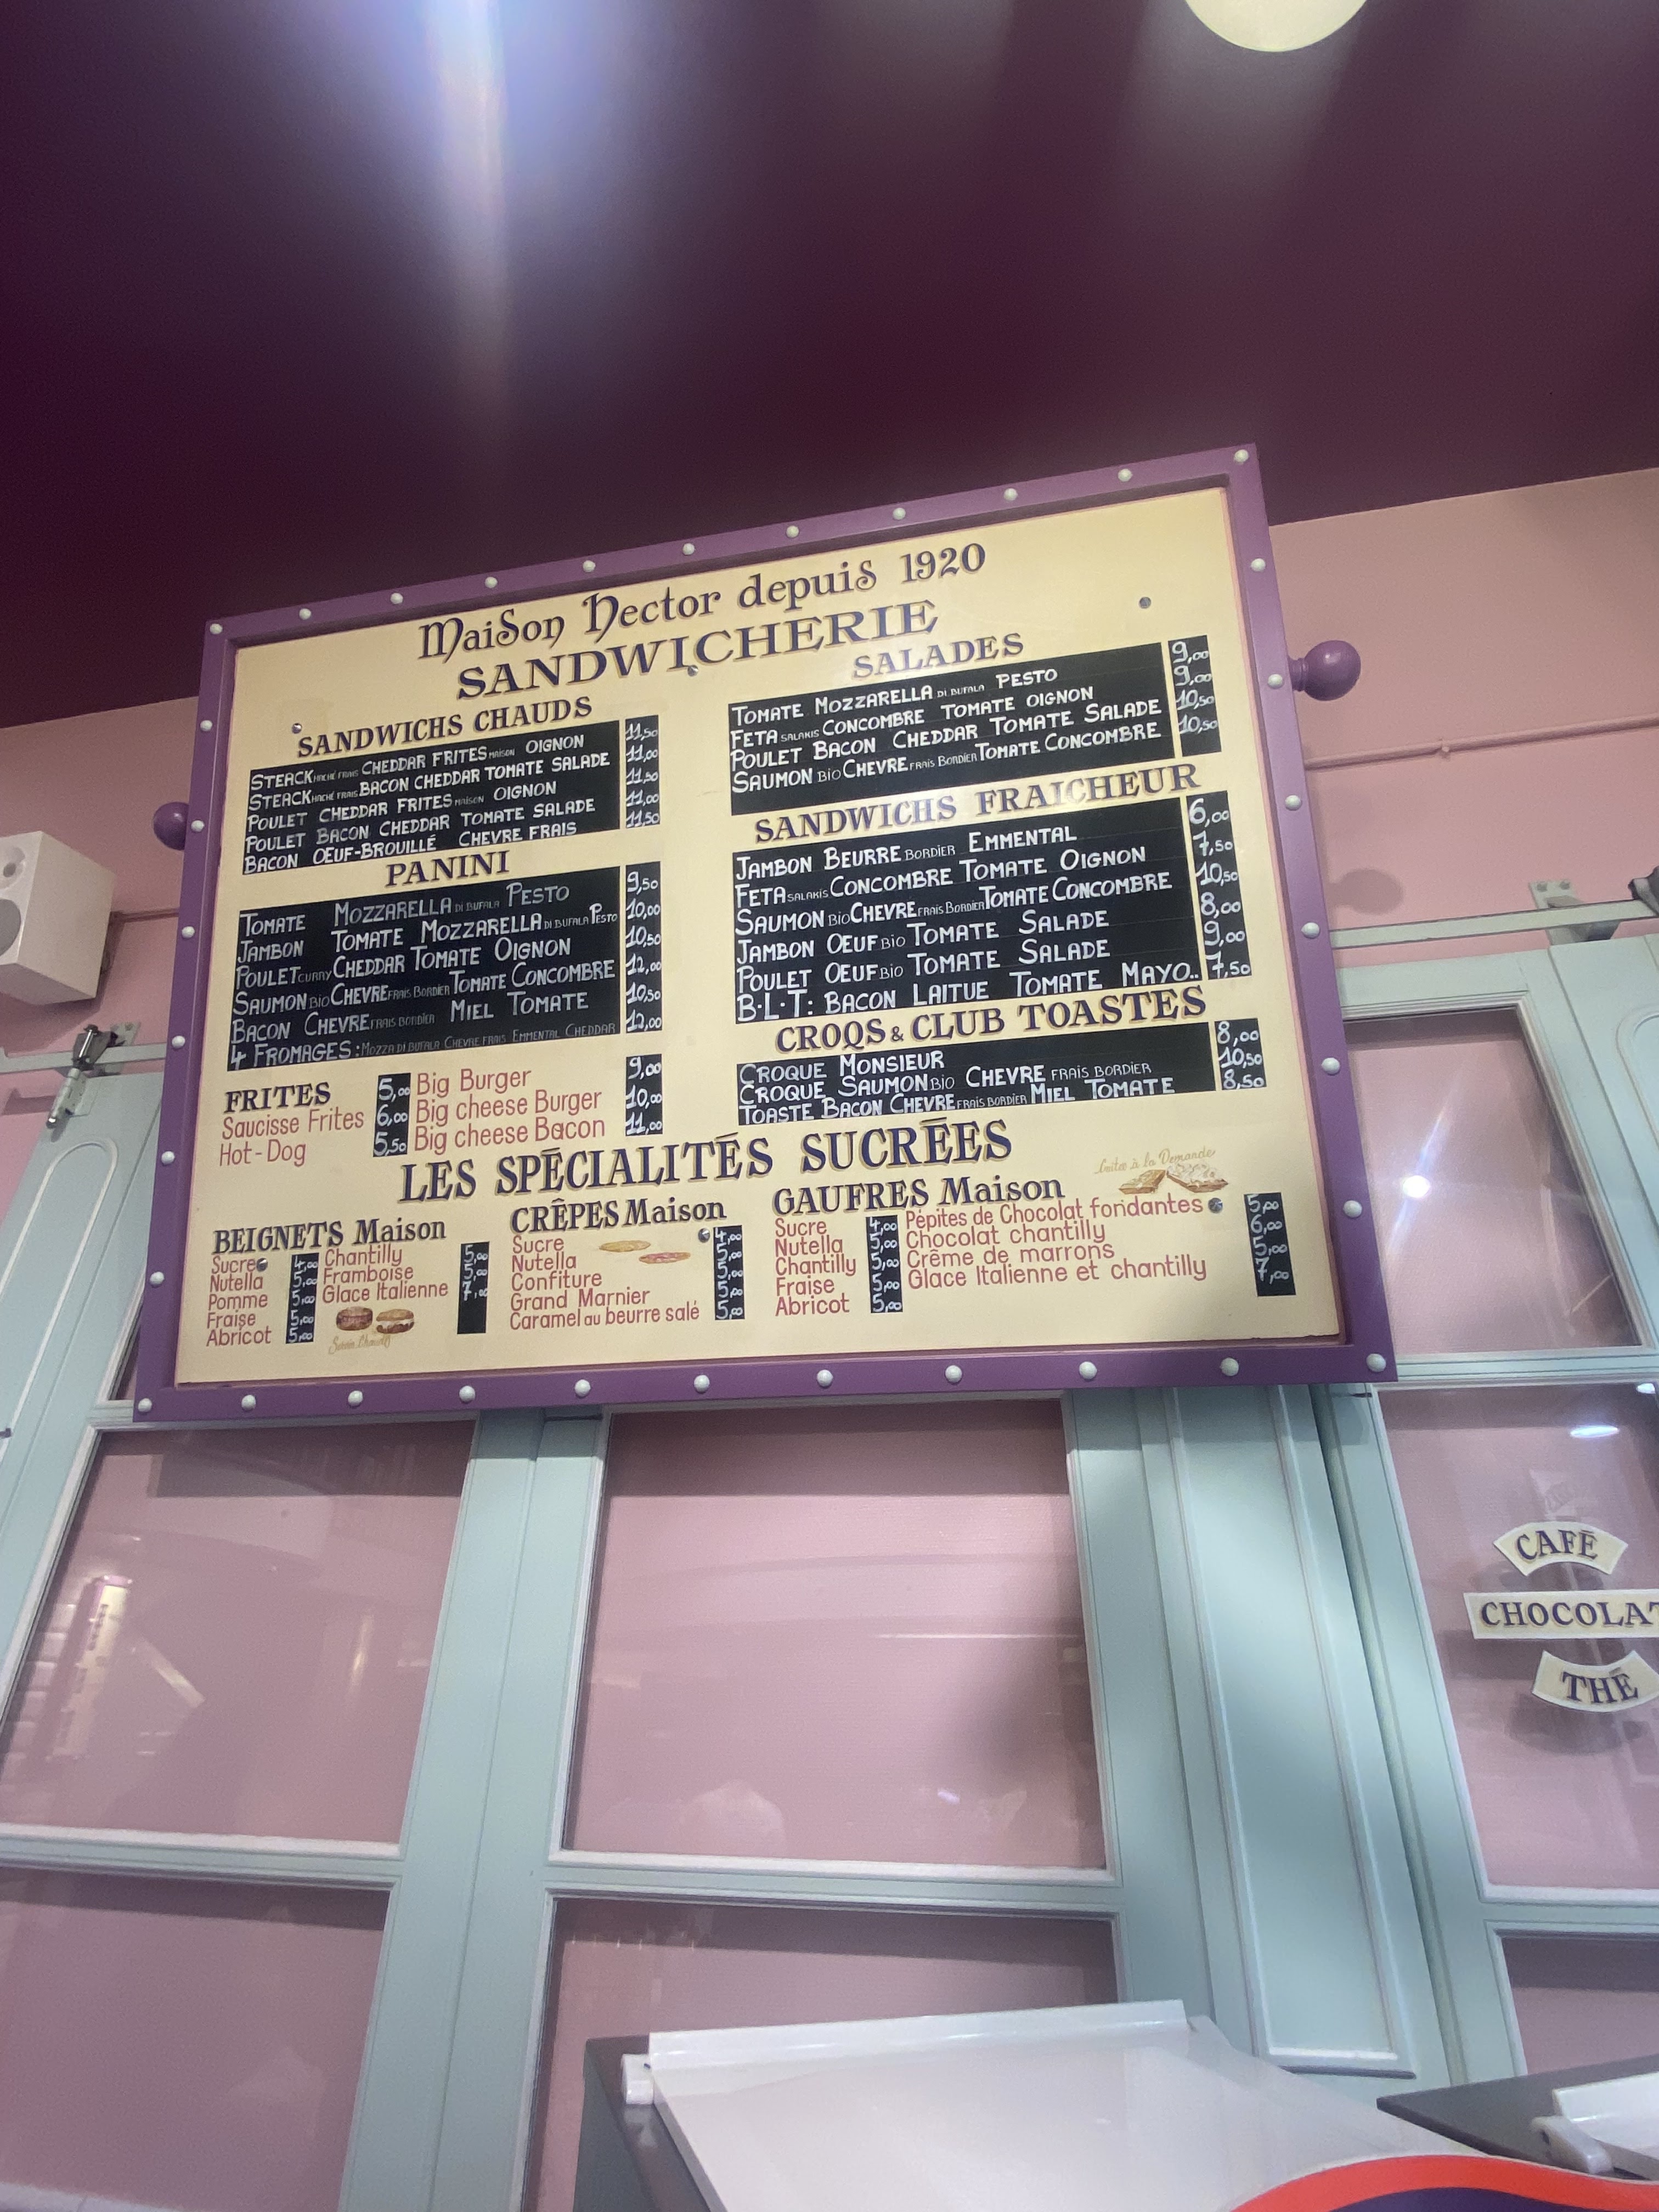 MaiSon Hector depuis 1920
SANDWICHERIE
SANDWICHS CHAUDS
STEACK HACHÉ FRAIS CHEDDAR FRITES MAISON OIGNON 11,50
STEACK HACHÉ FRAIS BACON CHEDDAR TOMATE SALADE 11,00
POULET CHEDDAR FRITES MAISON OIGNON 11,50
POULET BACON CHEDDAR TOMATE SALADE 11,00
BACON OEUF-BROUILLÉ CHEVRE FRAIS 11,50
PANINI
TOMATE MOZZARELLA DI BUFALA PESTO 9,50
JAMBON TOMATE MOZZARELLA DI BUFALA PESTO 10,00
POULET CURRY CHEDDAR TOMATE OIGNON 10,50
SAUMON BIO CHEVRE FRAIS BORDIER TOMATE CONCOMBRE 12,00
BACON CHEVRE FRAIS BORDIER MIEL TOMATE 10,50
4 FROMAGES: MOZZA DI BUFALA CHEVRE FRAIS EMMENTAL CHEDDAR 12,00
FRITES 5,00
Saucisse Frites 6,00
Hot-Dog 5,50
Big Burger 9,00
Big cheese Burger 10,00
Big cheese Bacon 11,00
SALADES
TOMATE MOZZARELLA DI BUFALA PESTO 9,00
FETA SALAKIS CONCOMBRE TOMATE OIGNON 9,00
POULET BACON CHEDDAR TOMATE SALADE 10,50
SAUMON BIO CHEVRE FRAIS BORDIER TOMATE CONCOMBRE 10,50
SANDWICHS FRAICHEUR
JAMBON BEURRE BORDIER EMMENTAL 6,00
FETA SALAKIS CONCOMBRE TOMATE OIGNON 7,50
SAUMON BIO CHEVRE FRAIS BORDIER TOMATE CONCOMBRE 10,50
JAMBON OEUF BIO TOMATE SALADE 8,00
POULET OEUF BIO TOMATE SALADE 9,00
B.L.T: BACON LAITUE TOMATE MAYO.. 7,50
CROQS & CLUB TOASTES
CROQUE MONSIEUR 8,00
CROQUE SAUMON BIO CHEVRE FRAIS BORDIER 10,50
TOASTE BACON CHEVRE FRAIS BORDIER MIEL TOMATE 8,50
LES SPÉCIALITÉS SUCRÉES
BEIGNETS Maison
Sucre 4,00
Nutella 5,00
Pomme 5,00
Fraise 5,00
Abricot 5,00
Chantilly 5,00
Framboise 5,00
Glace Italienne 7,00
CRÊPES Maison
Sucre 4,00
Nutella 5,00
Confiture 5,00
Grand Marnier 5,00
Caramel au beurre salé 5,00
GAUFRES Maison
à la Demande
Sucre 4,00
Nutella 5,00
Chantilly 5,00
Fraise 5,00
Abricot 5,00
Pépites de Chocolat fondantes 5,00
Chocolat chantilly 6,00
Crême de marrons 5,00
Glace Italienne et chantilly 7,00
CAFÉ
CHOCOLAT
THÉ